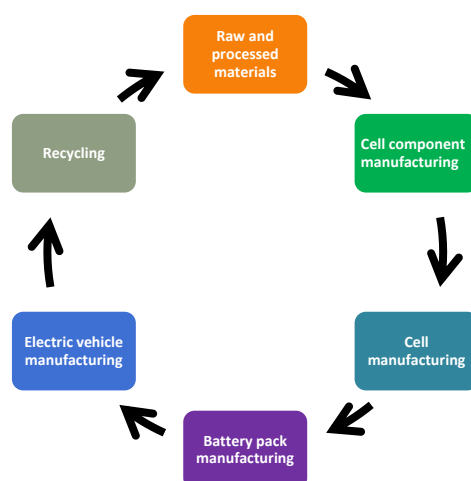 Raw and
processed
materials
Cell component
manufacturing
Cell
manufacturing
Battery pack
manufacturing
Electric vehicle
manufacturing
Recycling